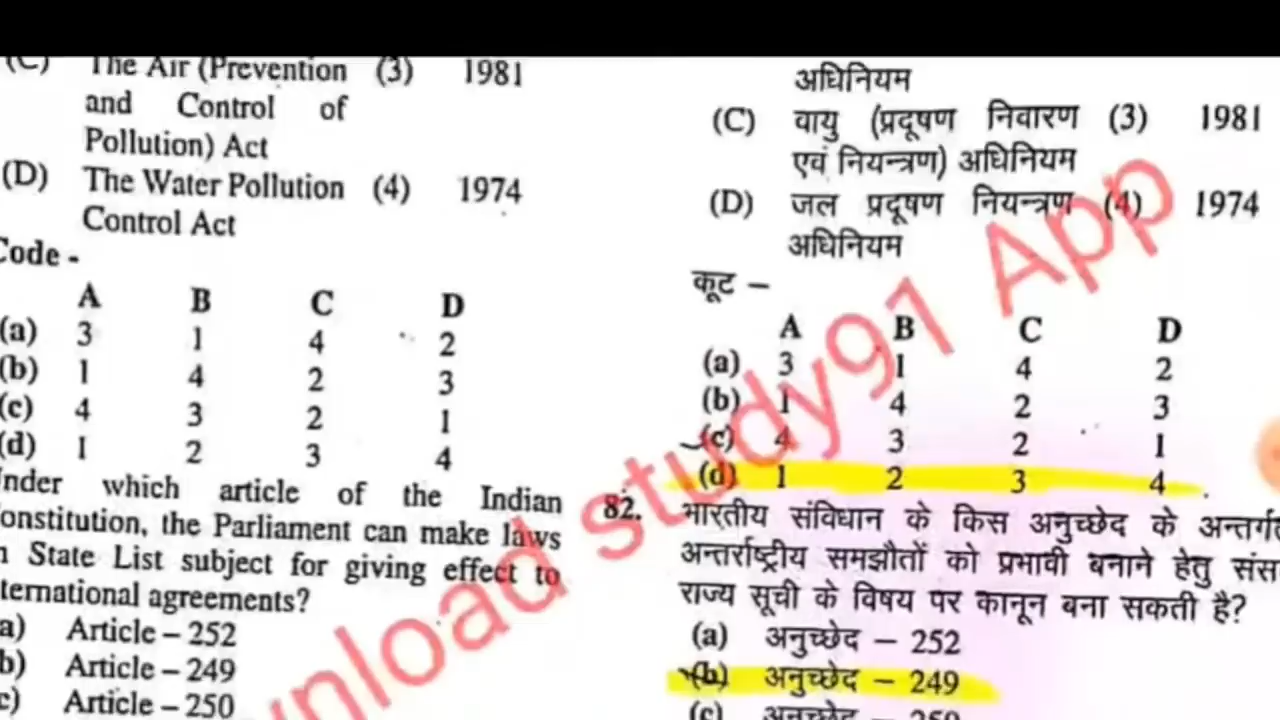 (C) The Air (Prevention (3) 1981
and Control of
Pollution) Act
(D) The Water Pollution (4) 1974
Control Act
Code -
A B C D
(a) 3 1 4 2
(b) 1 4 2 3
(c) 4 3 2 1
(d) 1 2 3 4
Under which article of the Indian
Constitution, the Parliament can make laws
n State List subject for giving effect to
ternational agreements?
a) Article – 252
b) Article – 249
c) Article – 250
अधिनियम
(C) वायु (प्रदूषण निवारण (3) 1981
एवं नियन्त्रण) अधिनियम
(D) जल प्रदूषण नियन्त्रण (4) 1974
अधिनियम
कूट –
A B C D
(a) 3 1 4 2
(b) 1 4 2 3
(c) 4 3 2 1
(d) 1 2 3 4
82. भारतीय संविधान के किस अनुच्छेद के अन्तर्गत
अन्तर्राष्ट्रीय समझौतों को प्रभावी बनाने हेतु संस
राज्य सूची के विषय पर कानून बना सकती है?
(a) अनुच्छेद – 252
(b) अनुच्छेद – 249
(c) अनुच्छेद – 250
wnload study91 App